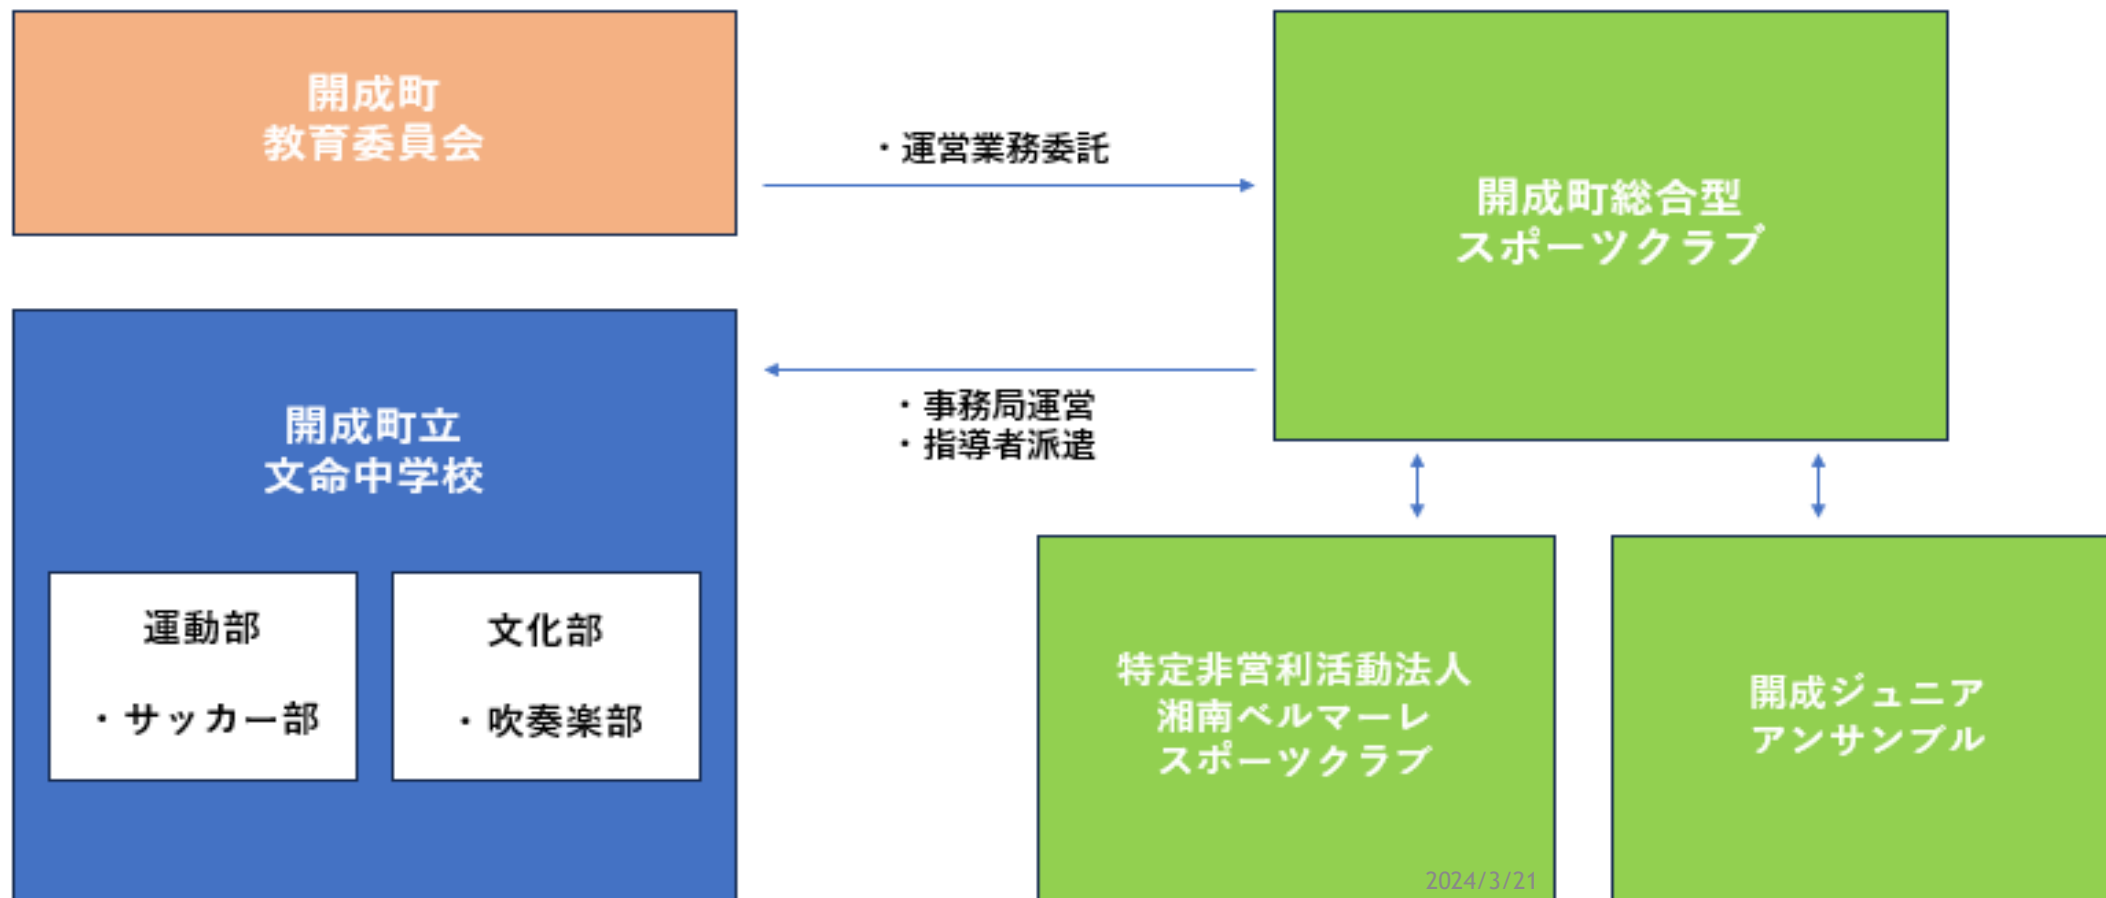 開成町
教育委員会
・運営業務委託
開成町総合型
スポーツクラブ
開成町立
文命中学校
・事務局運営
・指導者派遣
運動部
・サッカー部
文化部
・吹奏楽部
特定非営利活動法人
湘南ベルマーレ
スポーツクラブ
2024/3/21
開成ジュニア
アンサンブル